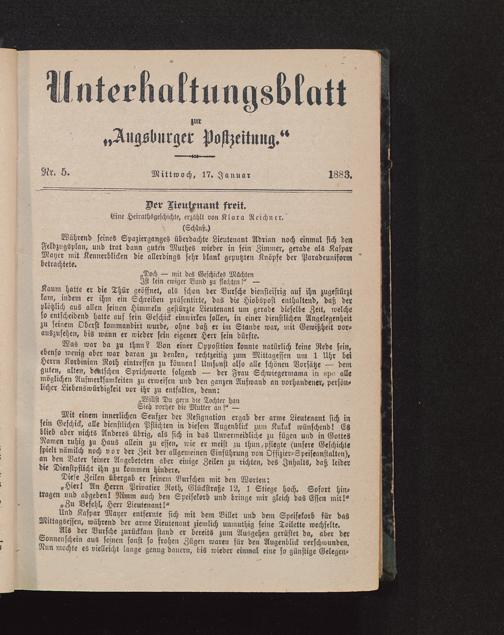 Unterhaltungsblatt
zur
„Augsburger Postzeitung.“
Nr. 5. Mittwoch, 17. Januar 1883.
Der Lieutenant freit.
Eine Heirathsgeschichte, erzählt von Klara Reichner.
(Schluß.)
Während seines Spazierganges überdachte Lieutenant Adrian noch einmal sich den
Feldzugsplan, und trat dann guten Muthes wieder in sein Zimmer, gerade als Kaspar
Mayer mit Kennerblicken die allerdings sehr blank geputzten Knöpfe der Paradeuniform
betrachtete.
„Doch — mit des Geschickes Mächten
Ist kein ewiger Bund zu flechten!“ —
Kaum hatte er die Thür geöffnet, als schon der Bursche diensteifrig auf ihn zugestürzt
kam, indem er ihm ein Schreiben präsentirte, das die Hiobspost enthaltend, daß der
plötzlich aus allen seinen Himmeln gestürzte Lieutenant um gerade dieselbe Zeit, welche
so entscheidend hatte auf sein Geschick einwirken sollen, in einer dienstlichen Angelegenheit
zu seinem Oberst kommandirt wurde, ohne daß er im Stande war, mit Gewißheit vor-
auszusehen, bis wann er wieder sein eigener Herr sein dürfte.
Was war da zu thun? Von einer Opposition konnte natürlich keine Rede sein,
ebenso wenig aber war daran zu denken, rechtzeitig zum Mittagessen um 1 Uhr bei
Herrn Korbinian Roth eintreffen zu können! Umsonst also alle schönen Vorsätze — dem
guten, alten, deutschen Sprichworte folgend — der Frau Schwiegermama in spe alle
möglichen Aufmerksamkeiten zu erweisen und den ganzen Aufwand an vorhandener, persön-
licher Liebenswürdigkeit vor ihr zu entfalten, denn:
„Willst Du gern die Tochter han
Sieh vorher die Mutter an!“ —
Mit einem innerlichen Seufzer der Resignation ergab der arme Lieutenant sich in
sein Geschick, alle dienstlichen Pflichten in diesem Augenblick zum Kukuk wünschend! Es
blieb aber nichts Anderes übrig, als sich in das Unvermeidliche zu fügen und in Gottes
Namen ruhig zu Haus allein zu essen, wie er meist zu thun pflegte (unsere Geschichte
spielt nämlich noch vor der Zeit der allgemeinen Einführung von Offizier-Speiseanstalten),
an den Vater seiner Angebeteten aber einige Zeilen zu richten, des Inhalts, daß leider
die Dienstpflicht ihn zu kommen hindere.
Diese Zeilen übergab er seinem Burschen mit den Worten:
„Hier! An Herrn Privatier Roth, Glückstraße 12, 1 Stiege hoch. Sofort hin-
tragen und abgeben! Nimm auch den Speisekorb und bringe mir gleich das Essen mit!“
„Zu Befehl, Herr Lieutenant!“
Und Kaspar Mayer entfernte sich mit dem Billet und dem Speisekorb für das
Mittagessen, während der arme Lieutenant ziemlich unmuthig seine Toilette wechselte.
Als der Bursche zurückkam stand er bereits zum Ausgehen gerüstet da, aber der
Sonnenschein aus seinen sonst so frohen Zügen waren für den Augenblick verschwunden.
Nun mochte es vielleicht lange genug dauern, bis wieder einmal eine so günstige Gelegen-